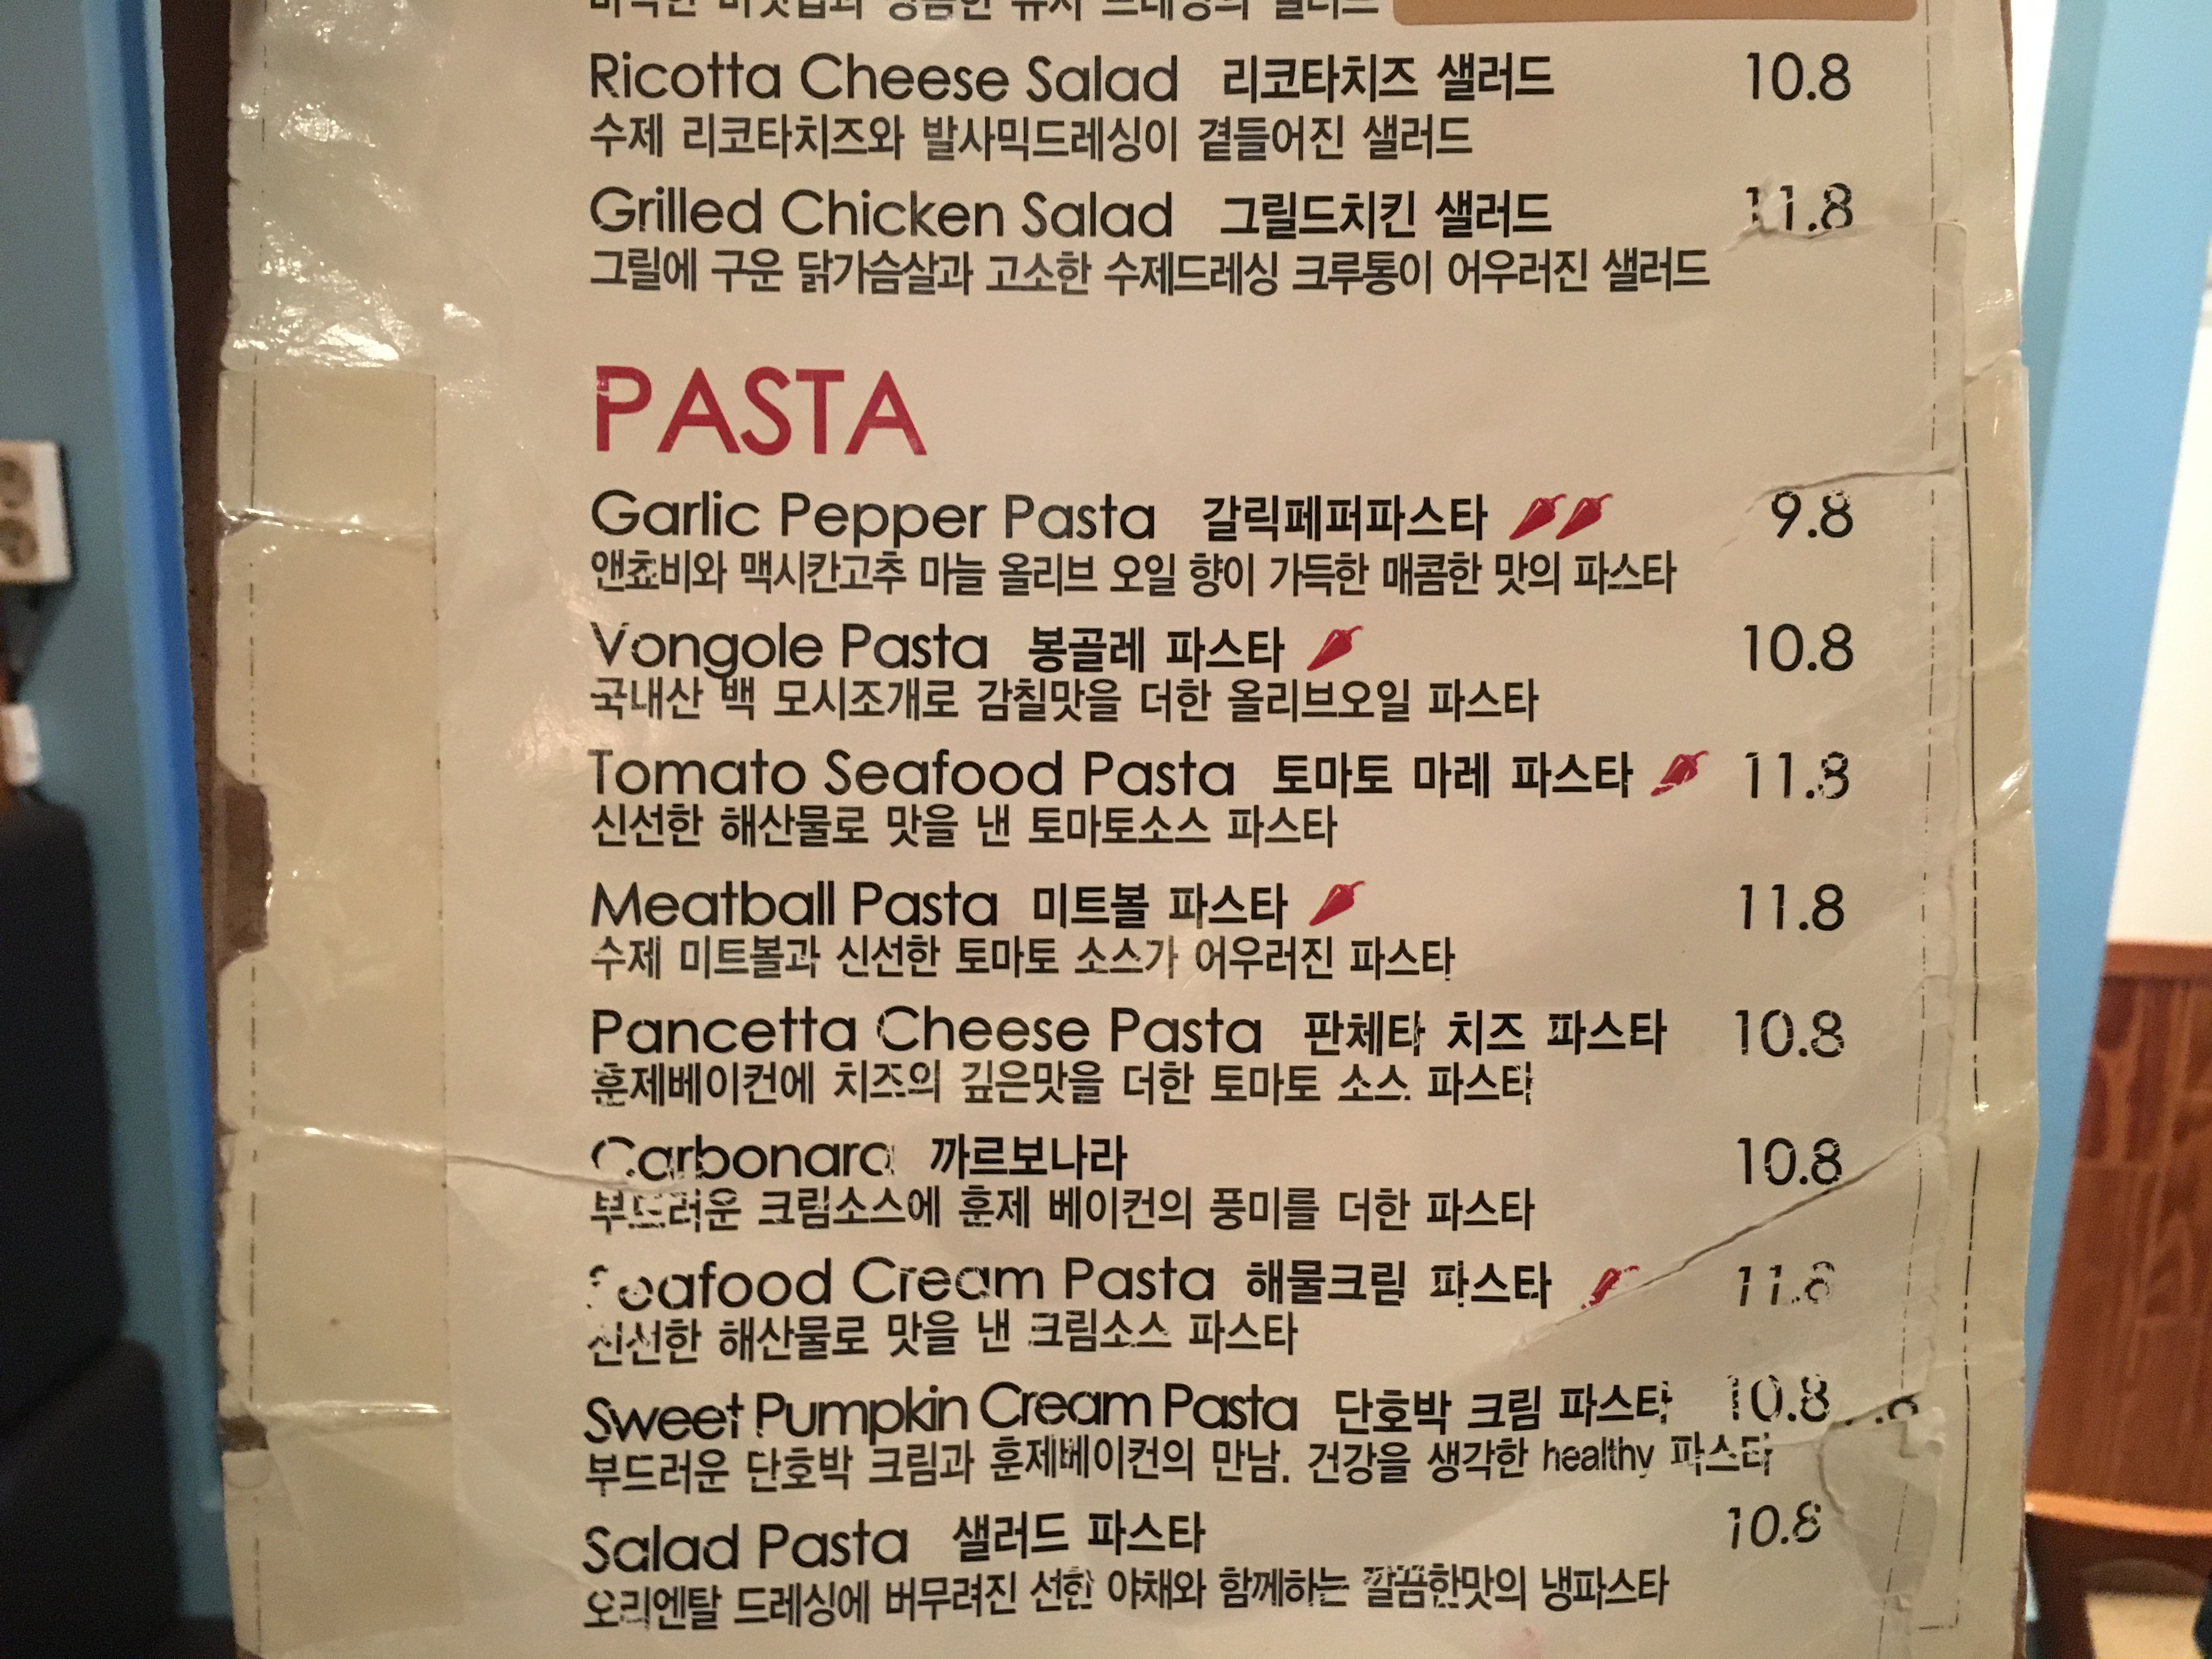 Ricotta Cheese Salad 리코타치즈 샐러드 10.8
수제 리코타치즈와 발사믹드레싱이 곁들어진 샐러드
Grilled Chicken Salad 그릴드치킨 샐러드 11.8
그릴에 구운 닭가슴살과 고소한 수제드레싱 크루통이 어우러진 샐러드
PASTA
Garlic Pepper Pasta 갈릭페퍼파스타 9.8
앤쵸비와 맥시칸고추 마늘 올리브 오일 향이 가득한 매콤한 맛의 파스타
Vongole Pasta 봉골레 파스타 10.8
국내산 백 모시조개로 감칠맛을 더한 올리브오일 파스타
Tomato Seafood Pasta 토마토 마레 파스타 11.8
신선한 해산물로 맛을 낸 토마토소스 파스타
Meatball Pasta 미트볼 파스타 11.8
수제 미트볼과 신선한 토마토 소스가 어우러진 파스타
Pancetta Cheese Pasta 판체타 치즈 파스타 10.8
훈제베이컨에 치즈의 깊은맛을 더한 토마토 소스 파스타
Carbonara 까르보나라 10.8
부드러운 크림소스에 훈제 베이컨의 풍미를 더한 파스타
Seafood Cream Pasta 해물크림 파스타 11.8
신선한 해산물로 맛을 낸 크림소스 파스타
Sweet Pumpkin Cream Pasta 단호박 크림 파스타 10.8
부드러운 단호박 크림과 훈제베이컨의 만남. 건강을 생각한 healthy 파스타
Salad Pasta 샐러드 파스타 10.8
오리엔탈 드레싱에 버무려진 선한 야채와 함께하는 깔끔한맛의 냉파스타